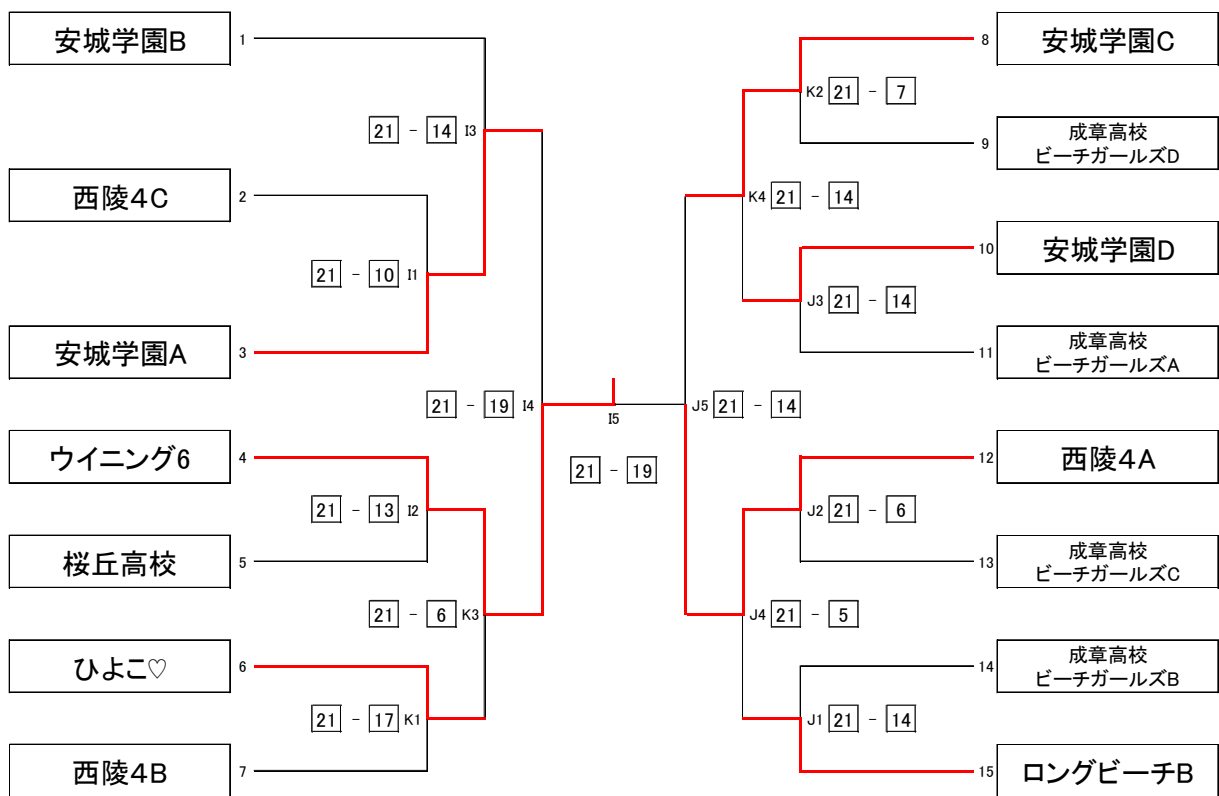 安城学園B 1
21 - 14 I3
西陵4C 2
21 - 10 I1
安城学園A 3
21 - 19 I4
ウイニング6 4
21 - 13 I2
桜丘高校 5
21 - 6 K3
ひよこ♡ 6
21 - 17 K1
西陵4B 7
I5
21 - 19
8 安城学園C
K2 21 - 7
9 成章高校
ビーチガールズD
K4 21 - 14
10 安城学園D
J3 21 - 14
11 成章高校
ビーチガールズA
J5 21 - 14
12 西陵4A
J2 21 - 6
13 成章高校
ビーチガールズC
J4 21 - 5
14 成章高校
ビーチガールズB
J1 21 - 14
15 ロングビーチB